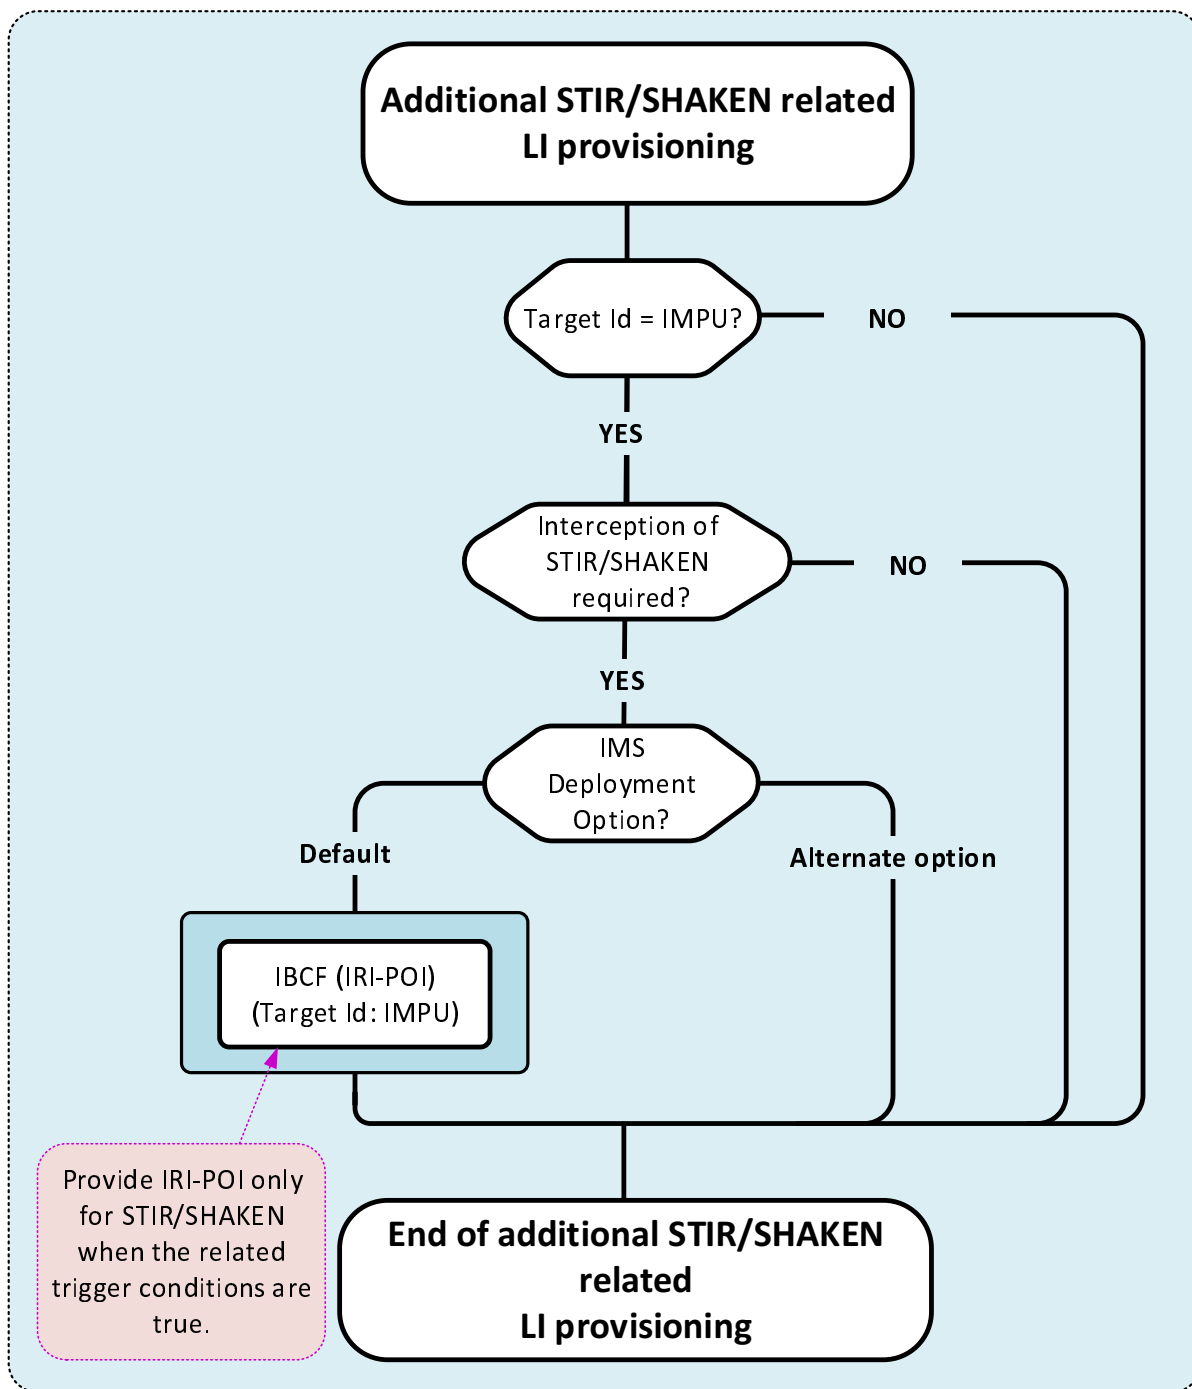 Additional STIR/SHAKEN related
LI provisioning
Target Id = IMPU?
NO
YES
Interception of
STIR/SHAKEN
required?
NO
YES
IMS
Deployment
Option?
Default
Alternate option
IBCF (IRI-POI)
(Target Id: IMPU)
Provide IRI-POI only
for STIR/SHAKEN
when the related
trigger conditions are
true.
End of additional STIR/SHAKEN
related
LI provisioning